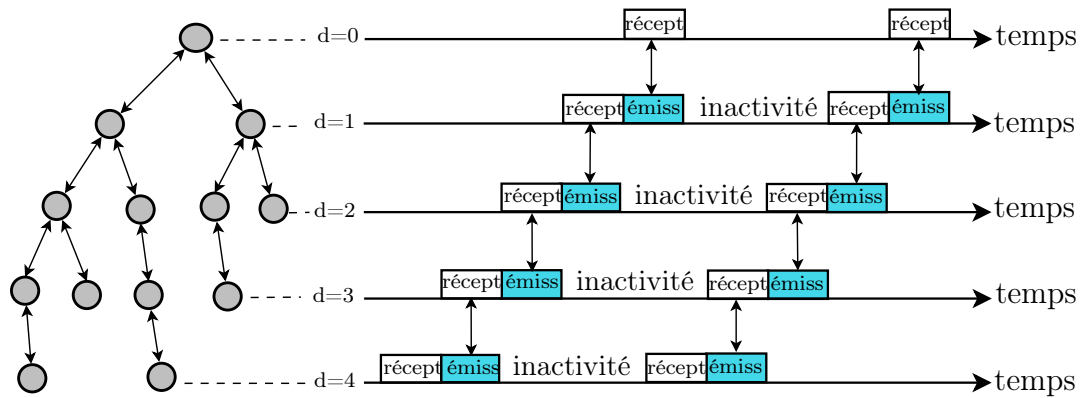 récept récept
d=0 temps
récept émiss inactivité récept émiss
d=1 temps
récept émiss inactivité récept émiss
d=2 temps
récept émiss inactivité récept émiss
d=3 temps
récept émiss inactivité récept émiss
d=4 temps